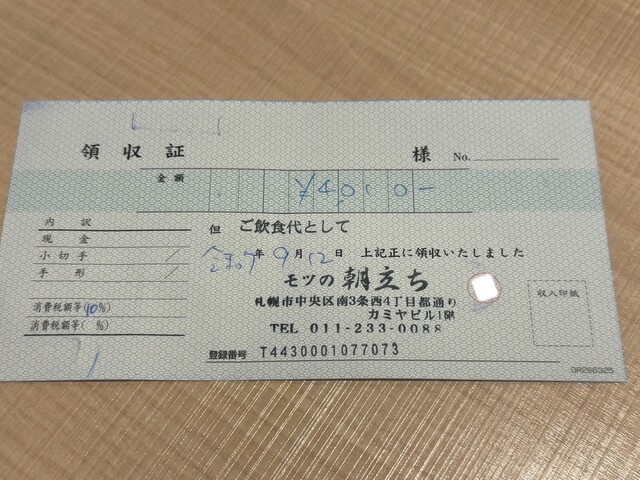 領収証 様 No.
金額 ¥4,000-
但 ご飲食代として
内訳
現金
小切手
手形
消費税額等(10%)
消費税額等( %)
令和7年9月12日 上記正に領収いたしました
モツの朝立ち
札幌市中央区南3条西4丁目都通り
カミヤビル1階
TEL 011-233-0088
登録番号 T4430001077073
収入印紙
GR266325